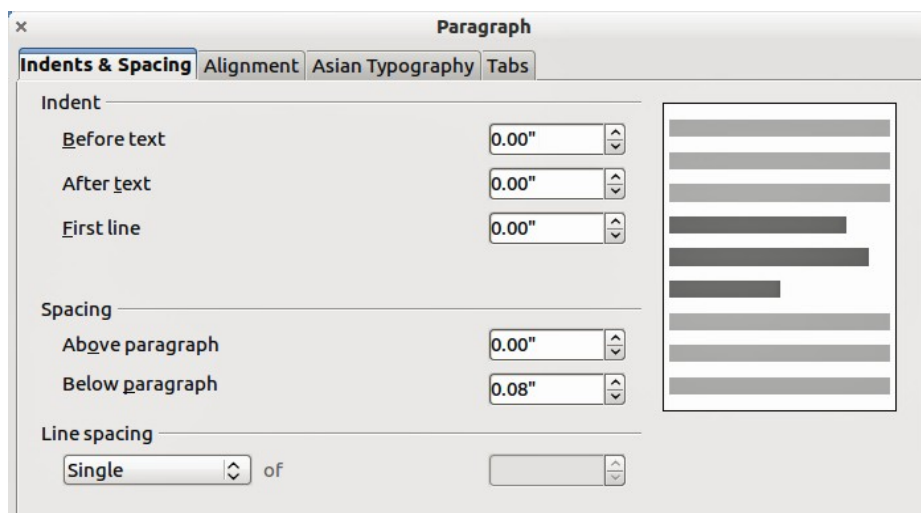 Paragraph
Indents & Spacing Alignment Asian Typography Tabs
Indent
Before text 0.00"
After text 0.00"
First line 0.00"
Spacing
Above paragraph 0.00"
Below paragraph 0.08"
Line spacing
Single of